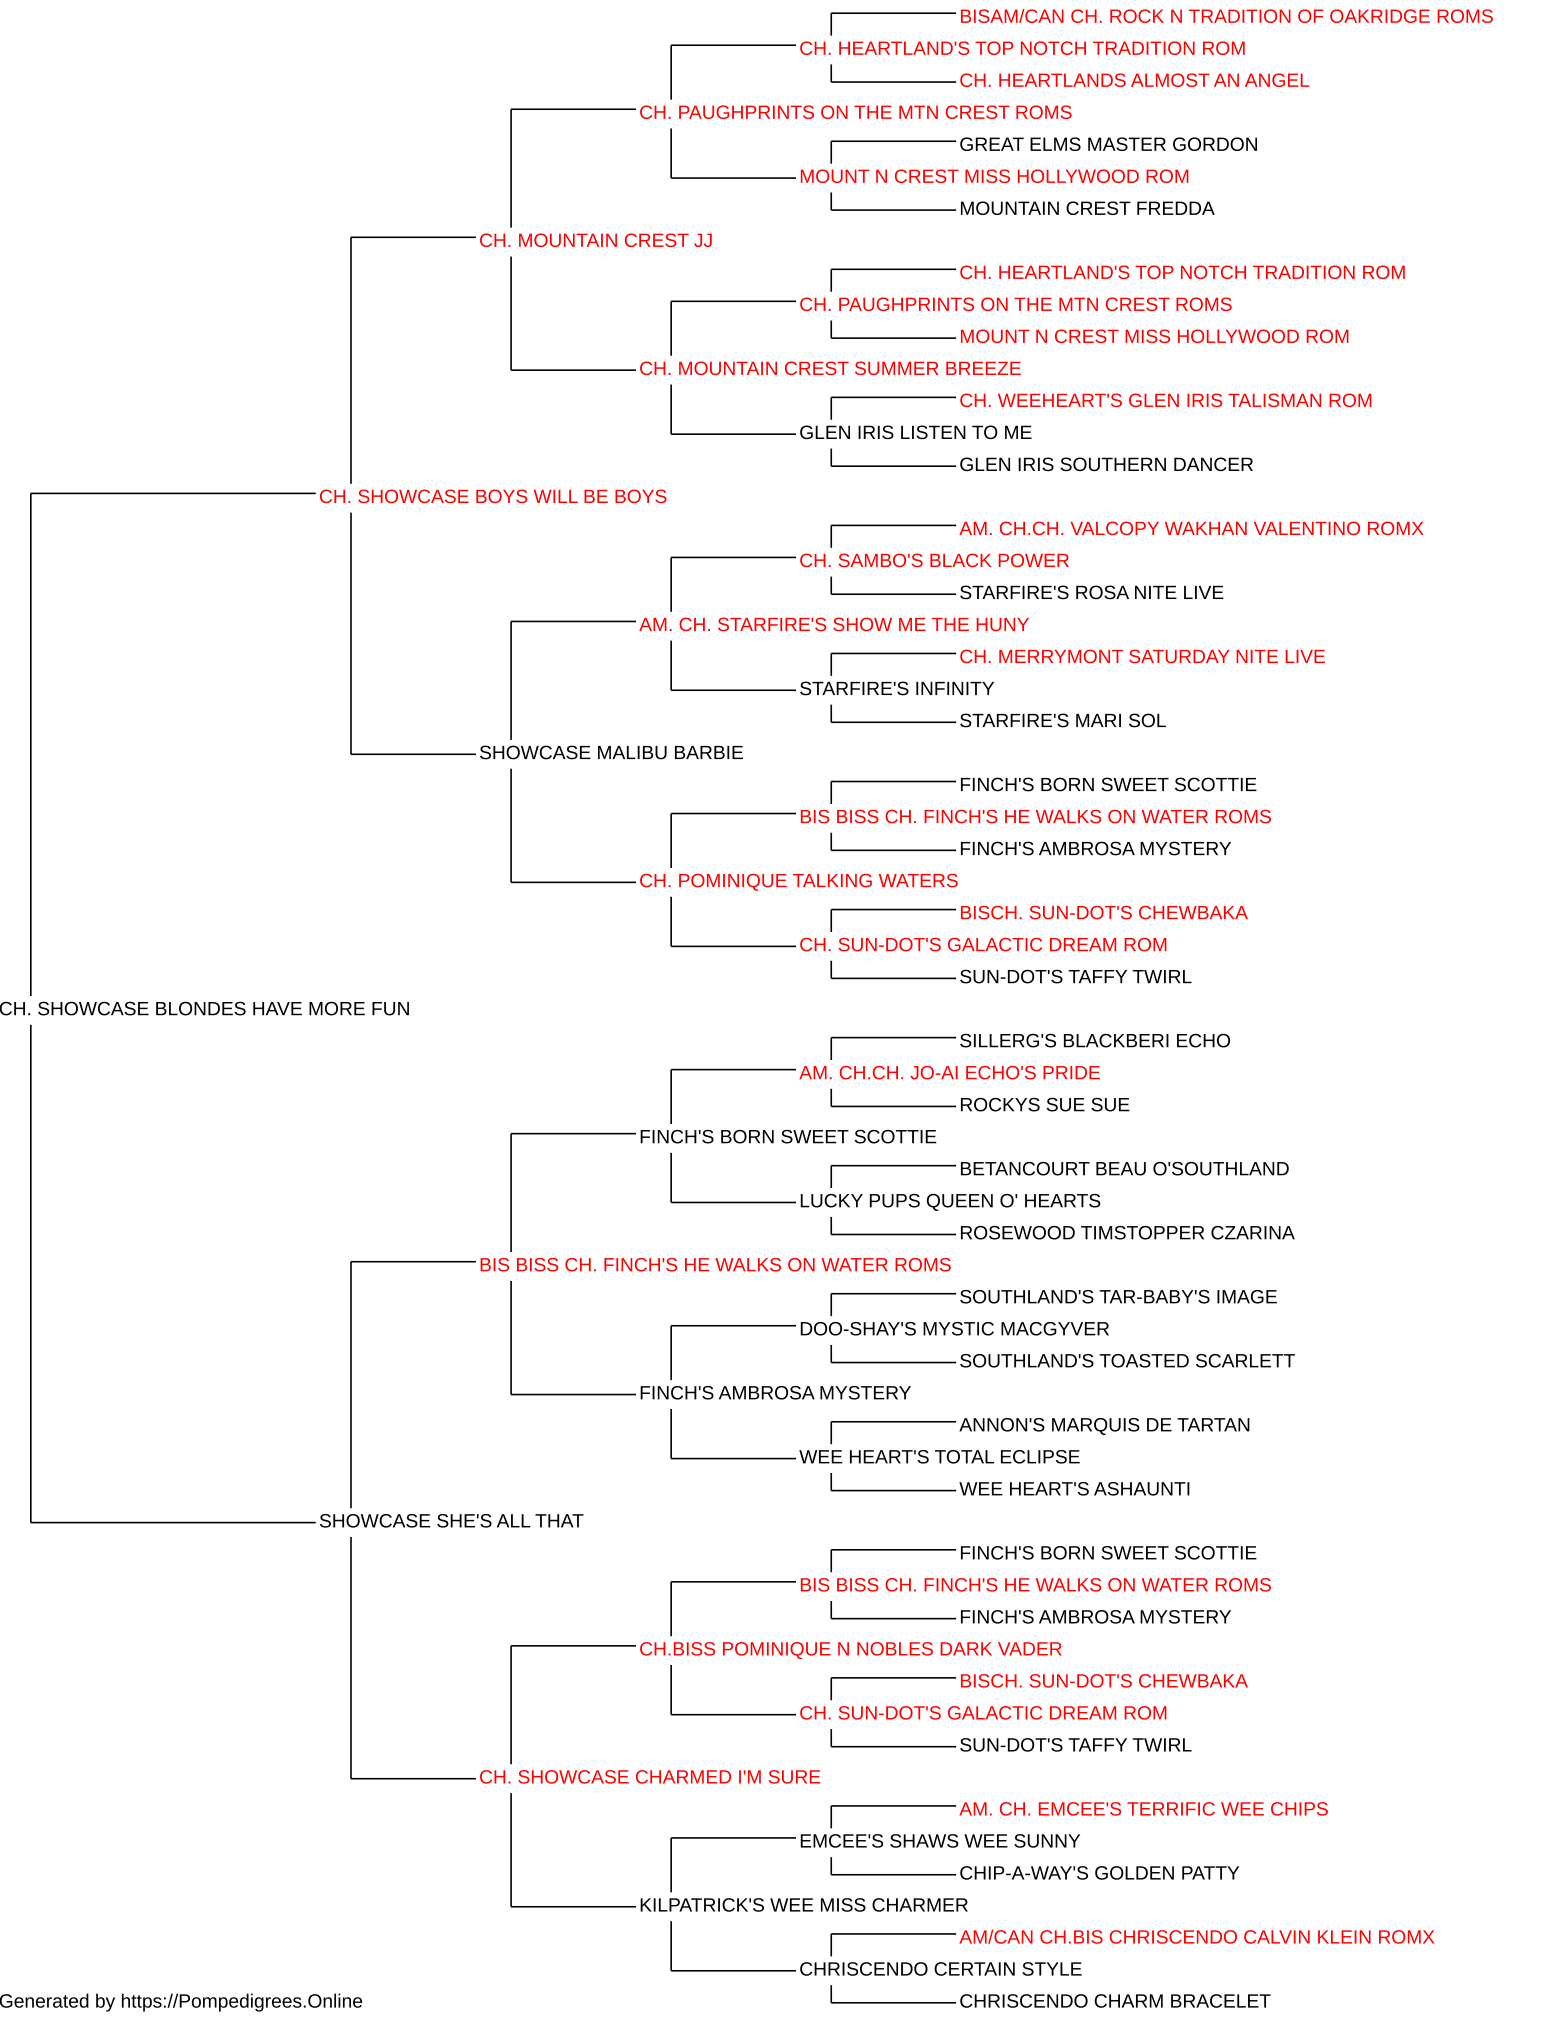 BISAM/CAN CH. ROCK N TRADITION OF OAKRIDGE ROMS
CH. HEARTLAND'S TOP NOTCH TRADITION ROM
CH. HEARTLANDS ALMOST AN ANGEL
CH. PAUGHPRINTS ON THE MTN CREST ROMS
GREAT ELMS MASTER GORDON
MOUNT N CREST MISS HOLLYWOOD ROM
MOUNTAIN CREST FREDDA
CH. MOUNTAIN CREST JJ
CH. HEARTLAND'S TOP NOTCH TRADITION ROM
CH. PAUGHPRINTS ON THE MTN CREST ROMS
MOUNT N CREST MISS HOLLYWOOD ROM
CH. MOUNTAIN CREST SUMMER BREEZE
CH. WEEHEART'S GLEN IRIS TALISMAN ROM
GLEN IRIS LISTEN TO ME
GLEN IRIS SOUTHERN DANCER
CH. SHOWCASE BOYS WILL BE BOYS
AM. CH.CH. VALCOPY WAKHAN VALENTINO ROMX
CH. SAMBO'S BLACK POWER
STARFIRE'S ROSA NITE LIVE
AM. CH. STARFIRE'S SHOW ME THE HUNY
CH. MERRYMONT SATURDAY NITE LIVE
STARFIRE'S INFINITY
STARFIRE'S MARI SOL
SHOWCASE MALIBU BARBIE
FINCH'S BORN SWEET SCOTTIE
BIS BISS CH. FINCH'S HE WALKS ON WATER ROMS
FINCH'S AMBROSA MYSTERY
CH. POMINIQUE TALKING WATERS
BISCH. SUN-DOT'S CHEWBAKA
CH. SUN-DOT'S GALACTIC DREAM ROM
SUN-DOT'S TAFFY TWIRL
CH. SHOWCASE BLONDES HAVE MORE FUN
SILLERG'S BLACKBERI ECHO
AM. CH.CH. JO-AI ECHO'S PRIDE
ROCKYS SUE SUE
FINCH'S BORN SWEET SCOTTIE
BETANCOURT BEAU O'SOUTHLAND
LUCKY PUPS QUEEN O' HEARTS
ROSEWOOD TIMSTOPPER CZARINA
BIS BISS CH. FINCH'S HE WALKS ON WATER ROMS
SOUTHLAND'S TAR-BABY'S IMAGE
DOO-SHAY'S MYSTIC MACGYVER
SOUTHLAND'S TOASTED SCARLETT
FINCH'S AMBROSA MYSTERY
ANNON'S MARQUIS DE TARTAN
WEE HEART'S TOTAL ECLIPSE
WEE HEART'S ASHAUNTI
SHOWCASE SHE'S ALL THAT
FINCH'S BORN SWEET SCOTTIE
BIS BISS CH. FINCH'S HE WALKS ON WATER ROMS
FINCH'S AMBROSA MYSTERY
CH.BISS POMINIQUE N NOBLES DARK VADER
BISCH. SUN-DOT'S CHEWBAKA
CH. SUN-DOT'S GALACTIC DREAM ROM
SUN-DOT'S TAFFY TWIRL
CH. SHOWCASE CHARMED I'M SURE
AM. CH. EMCEE'S TERRIFIC WEE CHIPS
EMCEE'S SHAWS WEE SUNNY
CHIP-A-WAY'S GOLDEN PATTY
KILPATRICK'S WEE MISS CHARMER
AM/CAN CH.BIS CHRISCENDO CALVIN KLEIN ROMX
CHRISCENDO CERTAIN STYLE
CHRISCENDO CHARM BRACELET
Generated by https://Pompedigrees.Online